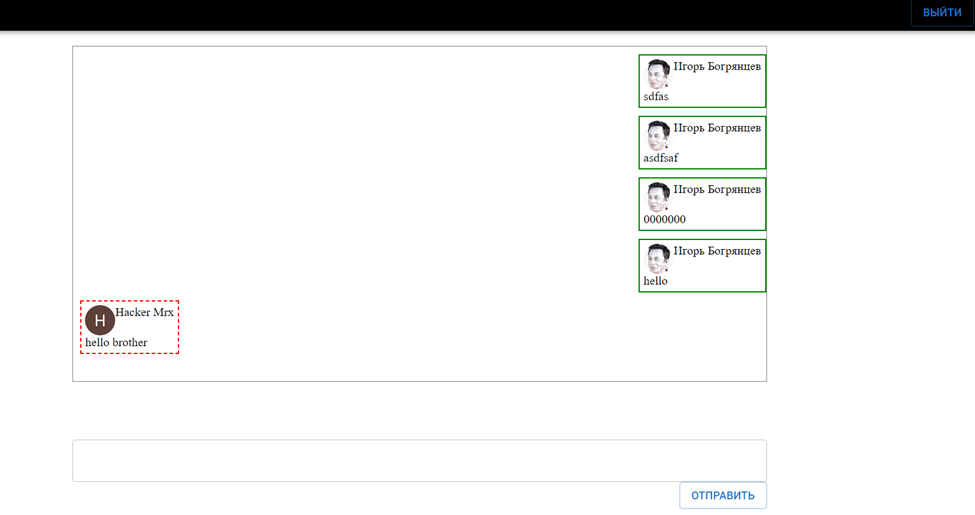 ВЫЙТИ
Игорь Богрянцев
sdfas
Игорь Богрянцев
asdfsaf
Игорь Богрянцев
0000000
Игорь Богрянцев
hello
H
Hacker Mrx
hello brother
ОТПРАВИТЬ